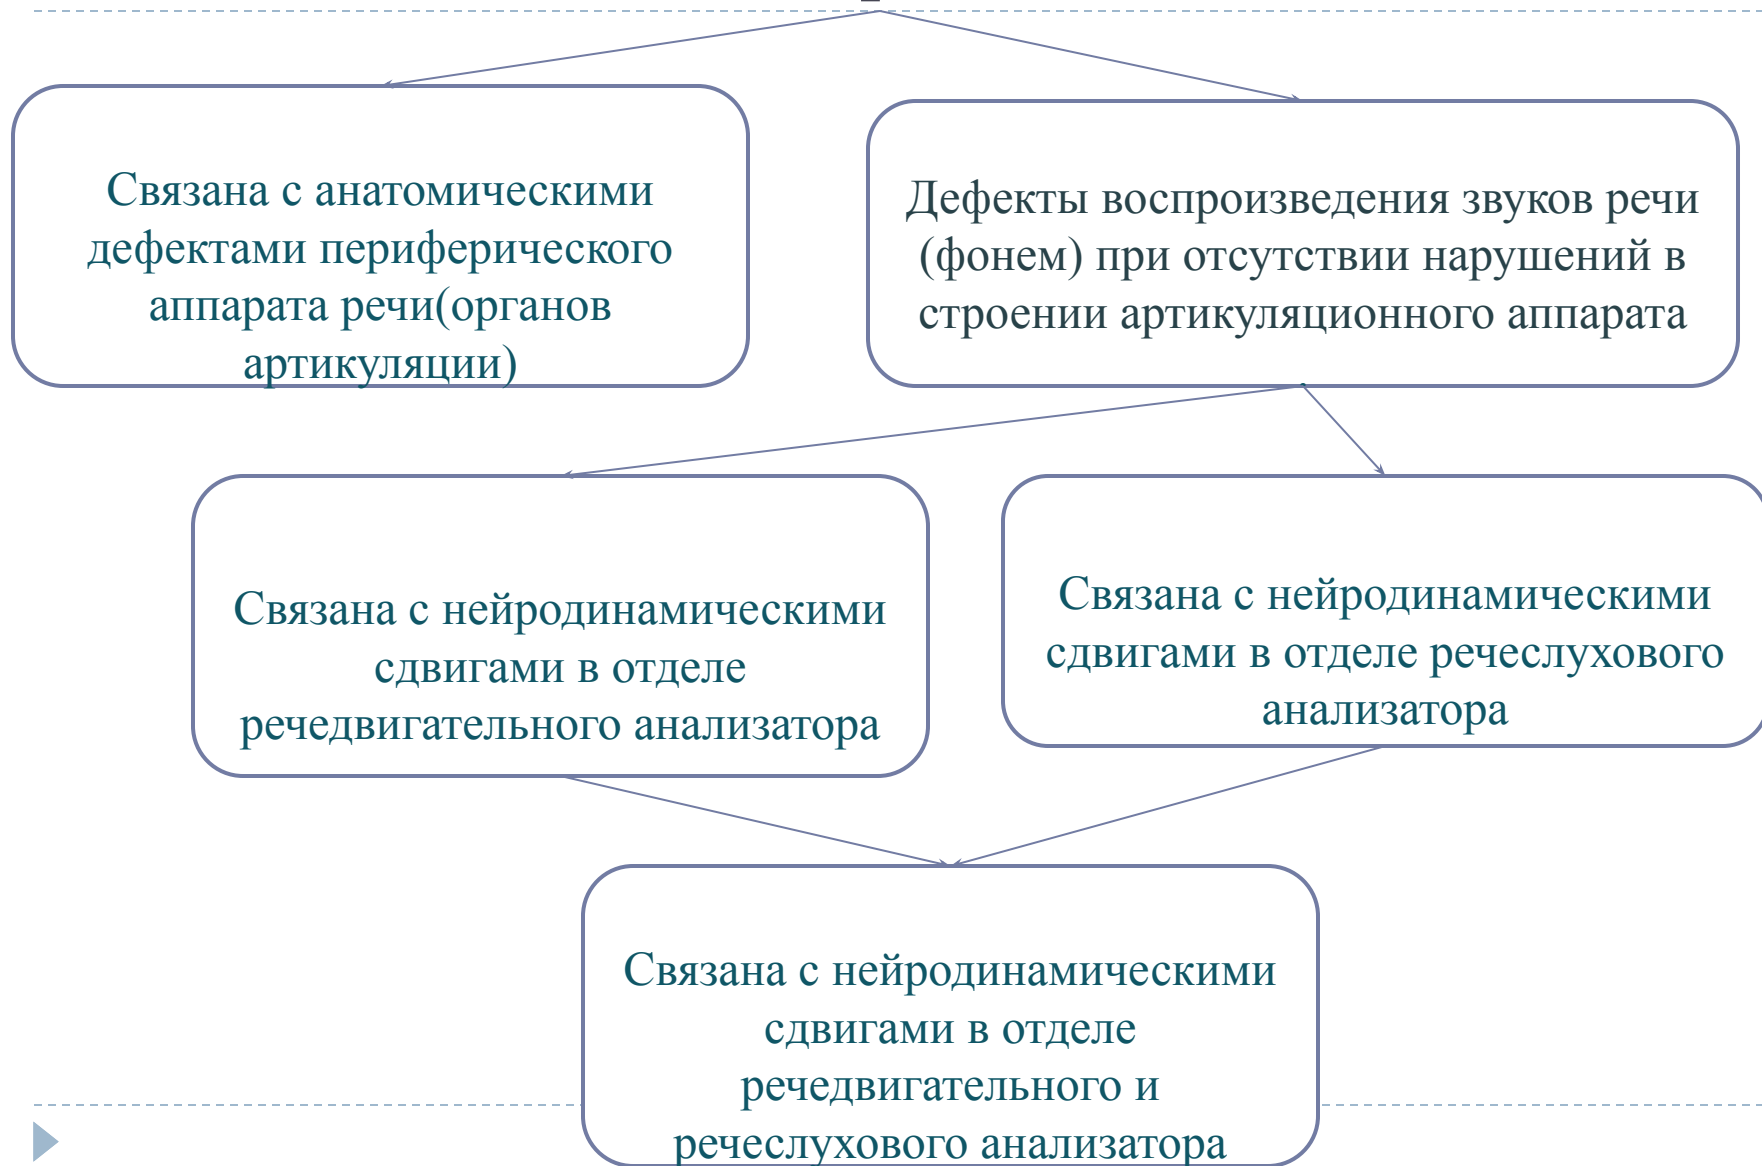 Связана с анатомическими
дефектами периферического
аппарата речи(органов
артикуляции)
Дефекты воспроизведения звуков речи
(фонем) при отсутствии нарушений в
строении артикуляционного аппарата
Связана с нейродинамическими
сдвигами в отделе
речедвигательного анализатора
Связана с нейродинамическими
сдвигами в отделе речеслухового
анализатора
Связана с нейродинамическими
сдвигами в отделе
речедвигательного и
речеслухового анализатора